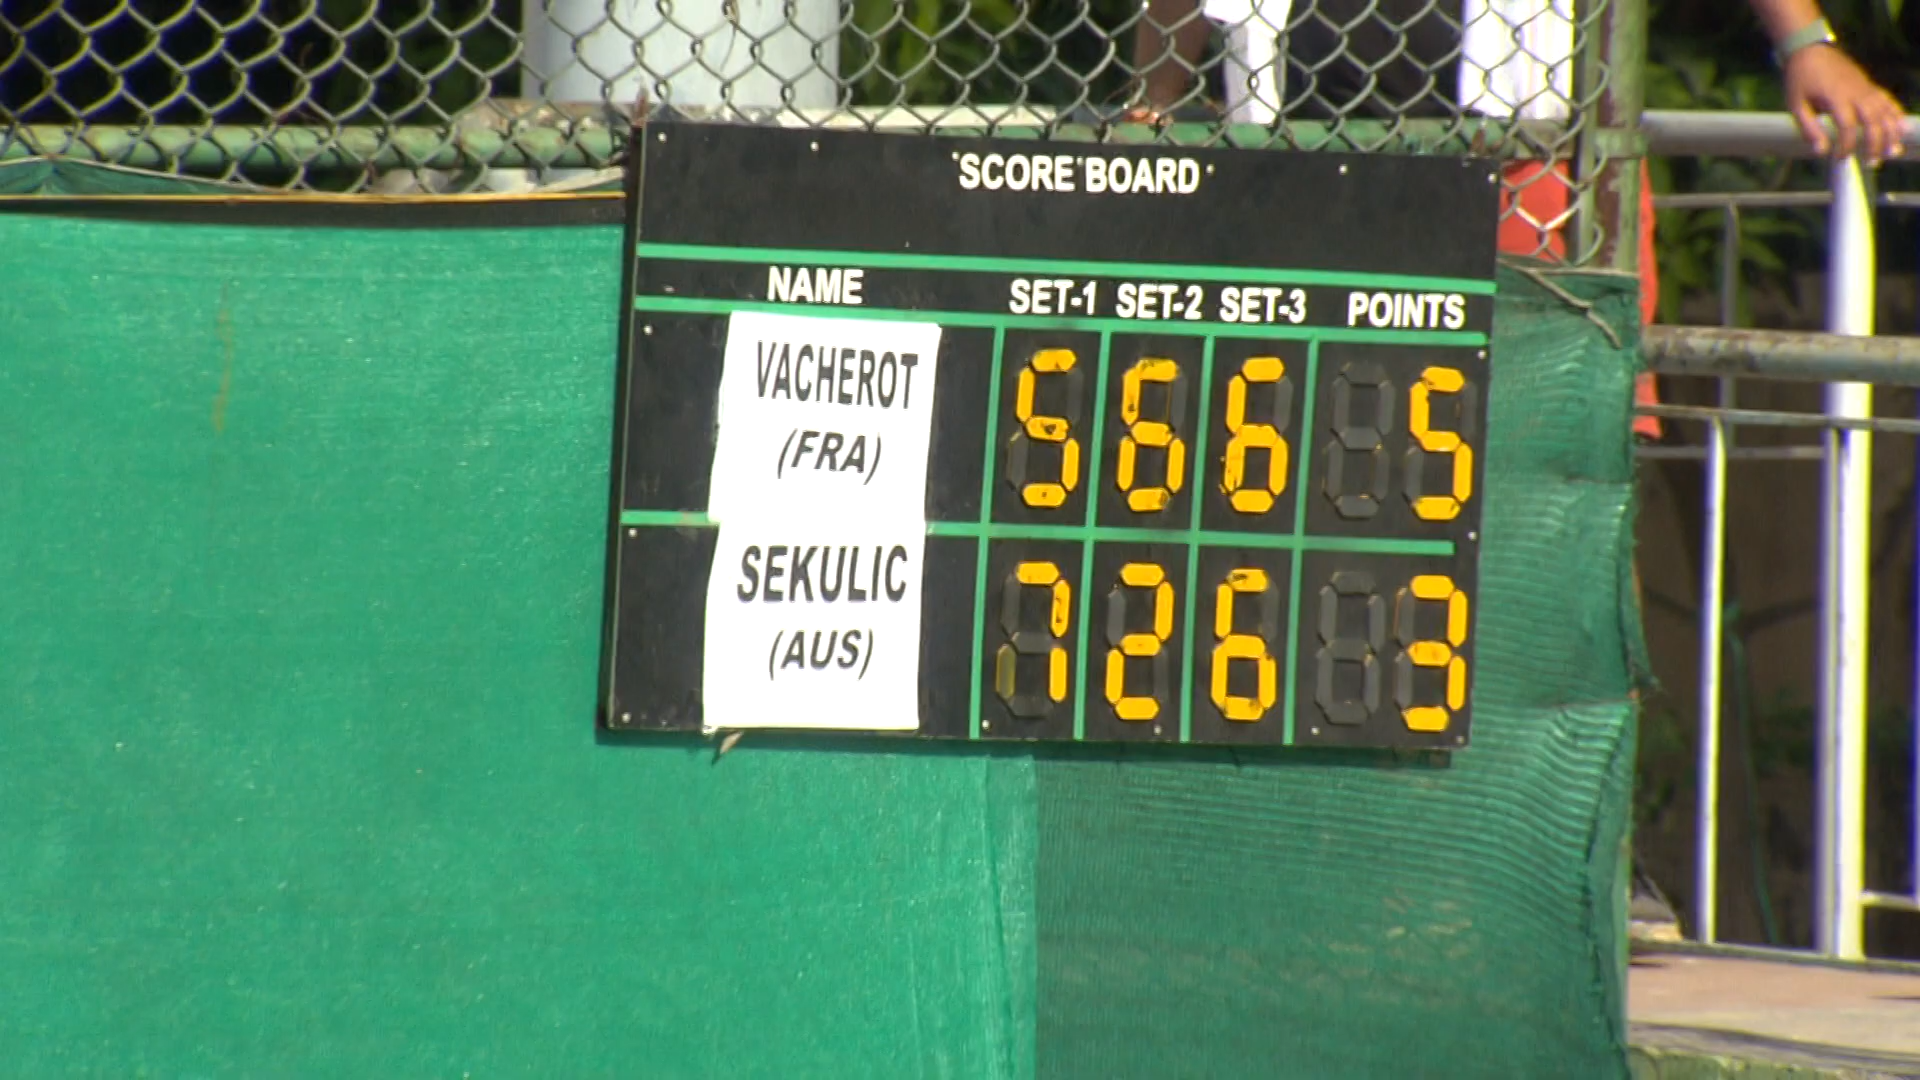 SCORE BOARD
NAME SET-1 SET-2 SET-3 POINTS
VACHEROT
(FRA)
5 6 6 5
SEKULIC
(AUS)
7 2 6 3